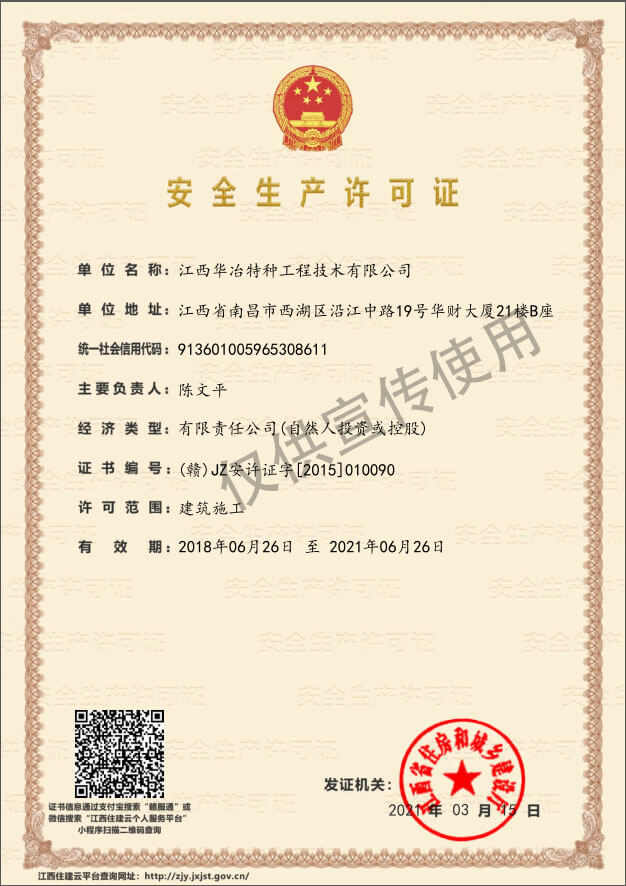 安全生产许可证
单位名称：江西华冶特种工程技术有限公司
单位地址：江西省南昌市西湖区沿江中路19号华财大厦21楼B座
统一社会信用代码：913601005965308611
主要负责人：陈文平
经济类型：有限责任公司(自然人投资或控股)
证书编号：(赣)JZ安许证字[2015]010090
许可范围：建筑施工
有效期：2018年06月26日 至 2021年06月26日
仅供宣传使用
江西省住房和城乡建设厅
发证机关：
2021年 03 月 15 日
证书信息通过支付宝搜索“赣服通”或
微信搜索“江西住建云个人服务平台”
小程序扫描二维码查询
江西住建云平台查询网址：http://zjy.jxjst.gov.cn/